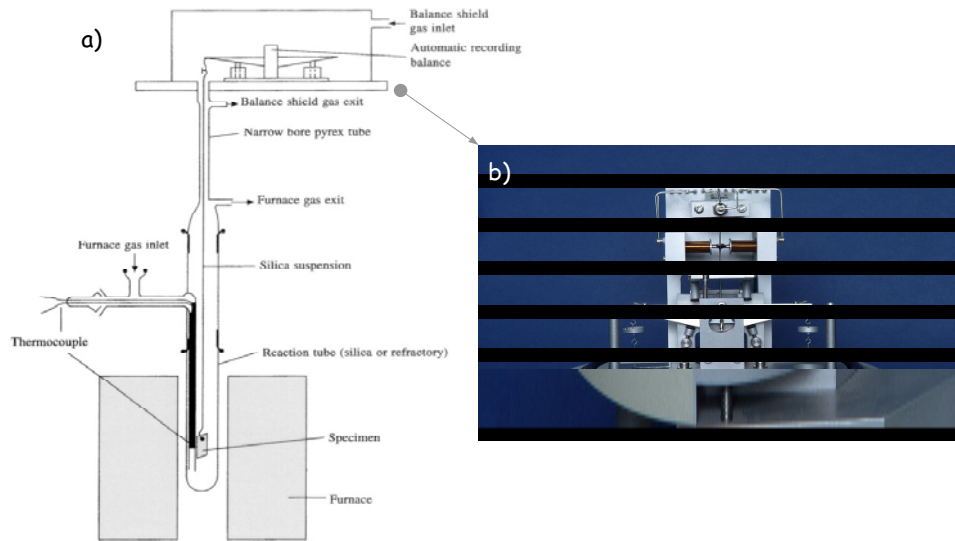 a)
Balance shield
gas inlet
Automatic recording
balance
Balance shield gas exit
Narrow bore pyrex tube
b)
Furnace gas exit
Furnace gas inlet
Silica suspension
Thermocouple
Reaction tube (silica or refractory)
Specimen
Furnace